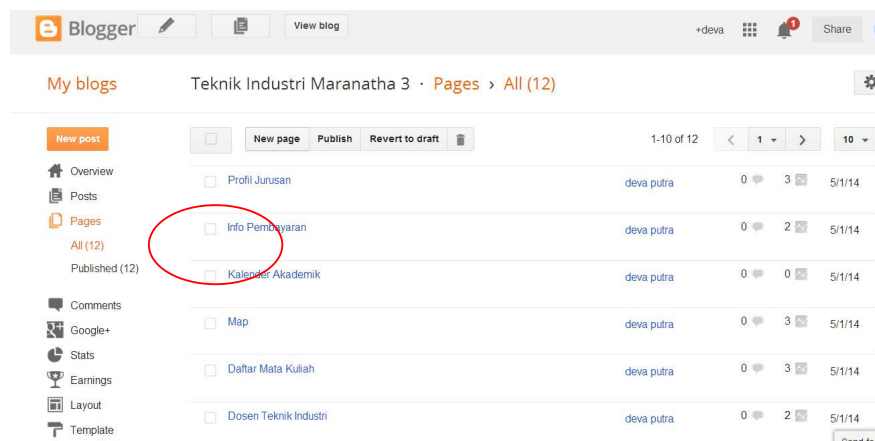 Blogger View blog +deva 1 Share
My blogs Teknik Industri Maranatha 3 · Pages › All (12)
New post New page Publish Revert to draft 1-10 of 12 1 10
Overview
Posts
Pages
All (12)
Published (12)
Comments
Google+
Stats
Earnings
Layout
Template
Profil Jurusan deva putra 0 3 5/1/14
Info Pembayaran deva putra 0 2 5/1/14
Kalender Akademik deva putra 0 0 5/1/14
Map deva putra 0 3 5/1/14
Daftar Mata Kuliah deva putra 0 3 5/1/14
Dosen Teknik Industri deva putra 0 2 5/1/14